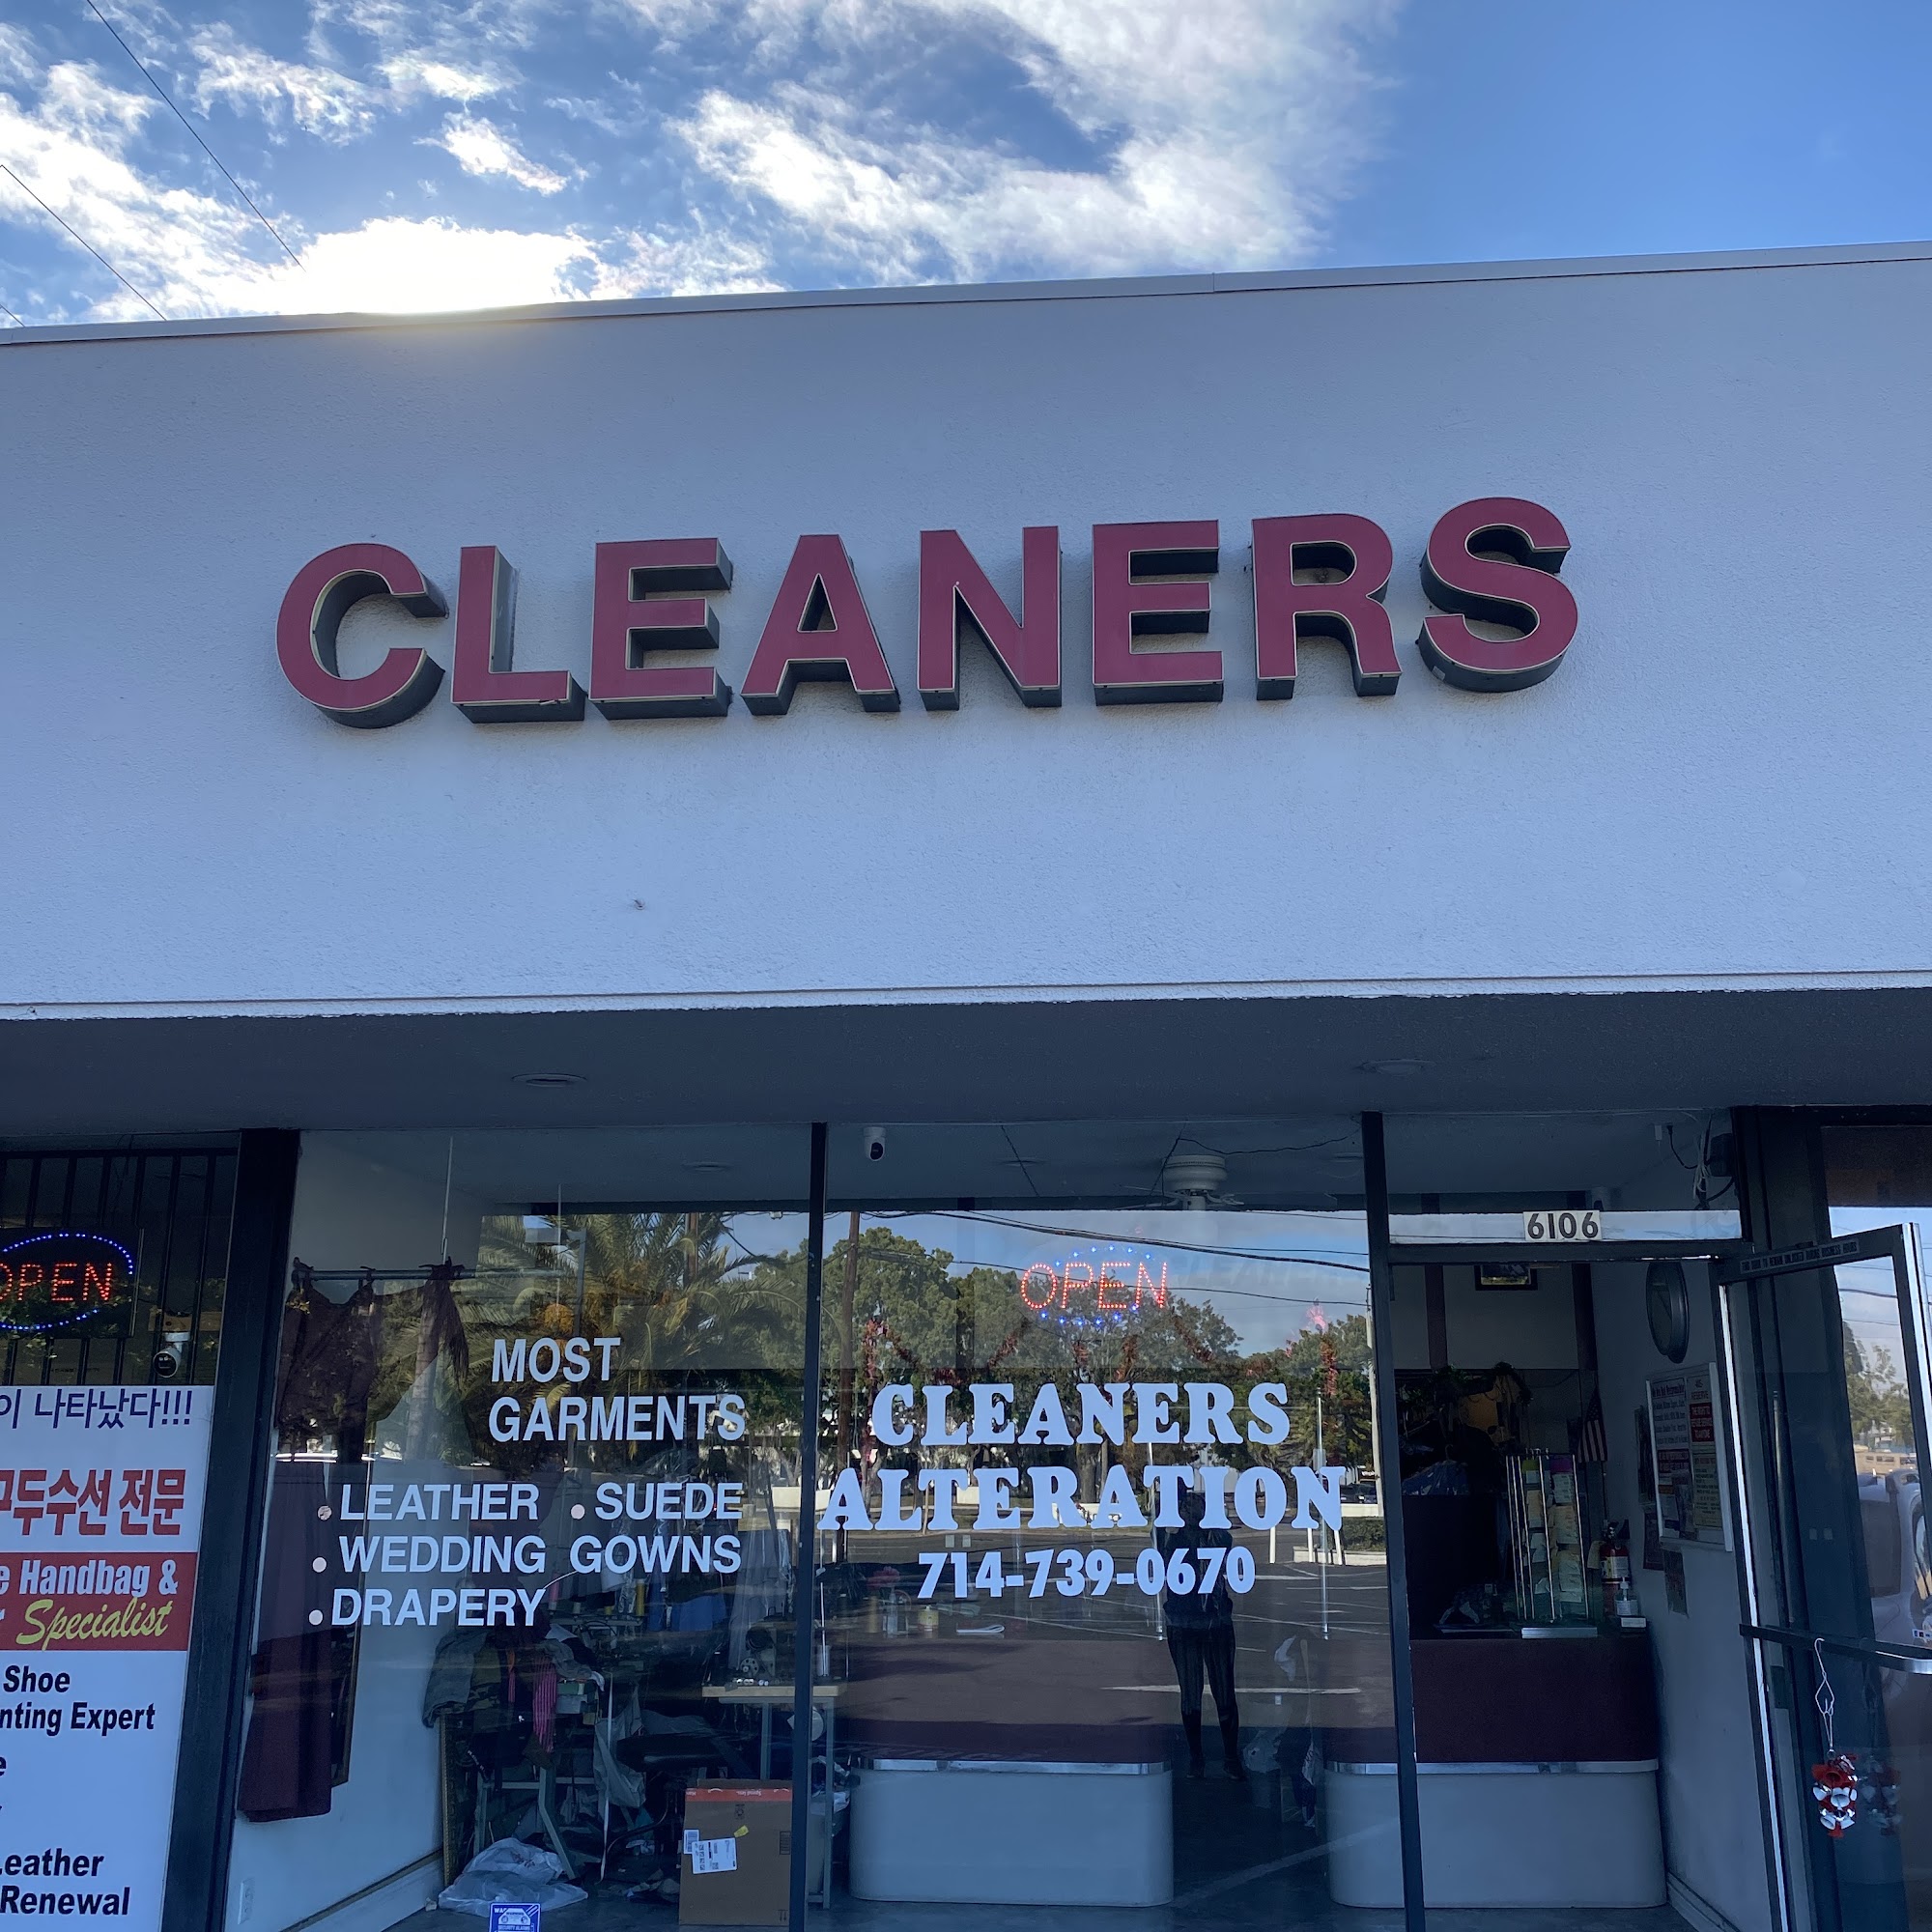 CLEANERS
6106
OPEN
이 나타났다!!!
구두수선 전문
Handbag &
Specialist
Shoe
Expert
Leather
Renewal
MOST
GARMENTS
• LEATHER • SUEDE
• WEDDING GOWNS
• DRAPERY
OPEN
CLEANERS
ALTERATION
714-739-0670